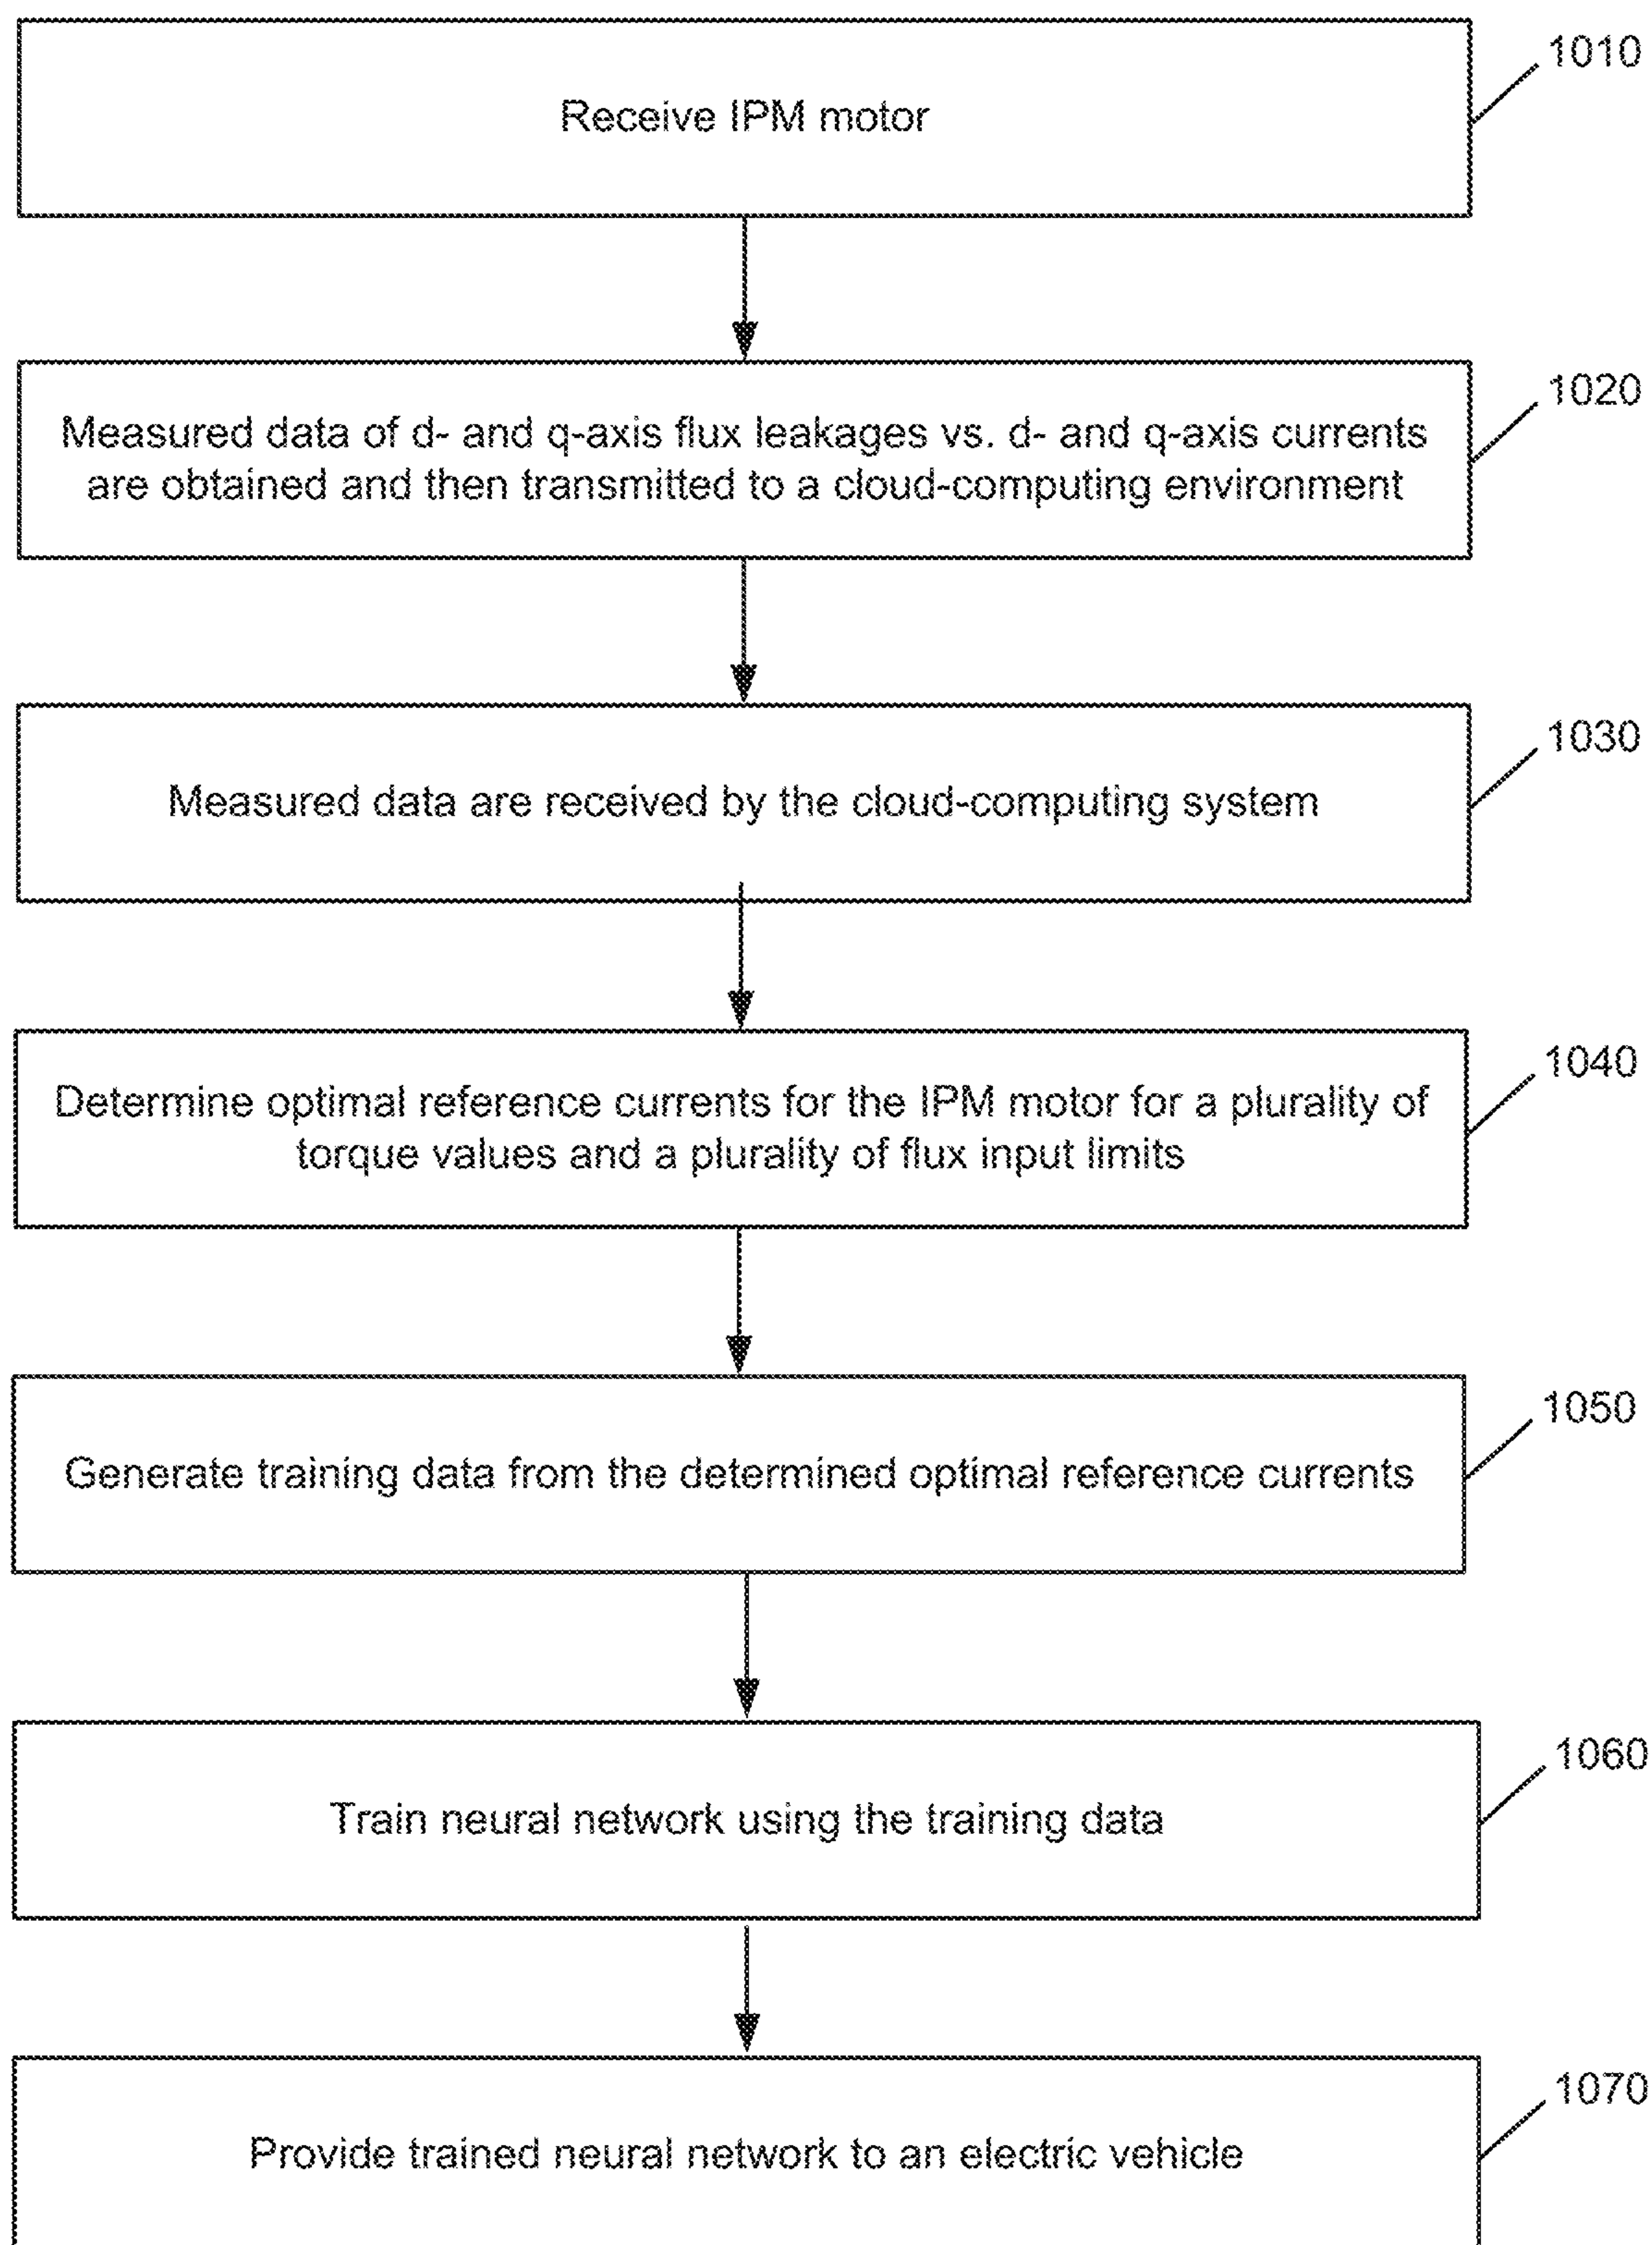 Receive IPM motor
1010
Measured data of d- and q-axis flux leakages vs. d- and q-axis currents
are obtained and then transmitted to a cloud-computing environment
1020
Measured data are received by the cloud-computing system
1030
Determine optimal reference currents for the IPM motor for a plurality of
torque values and a plurality of flux input limits
1040
Generate training data from the determined optimal reference currents
1050
Train neural network using the training data
1060
Provide trained neural network to an electric vehicle
1070